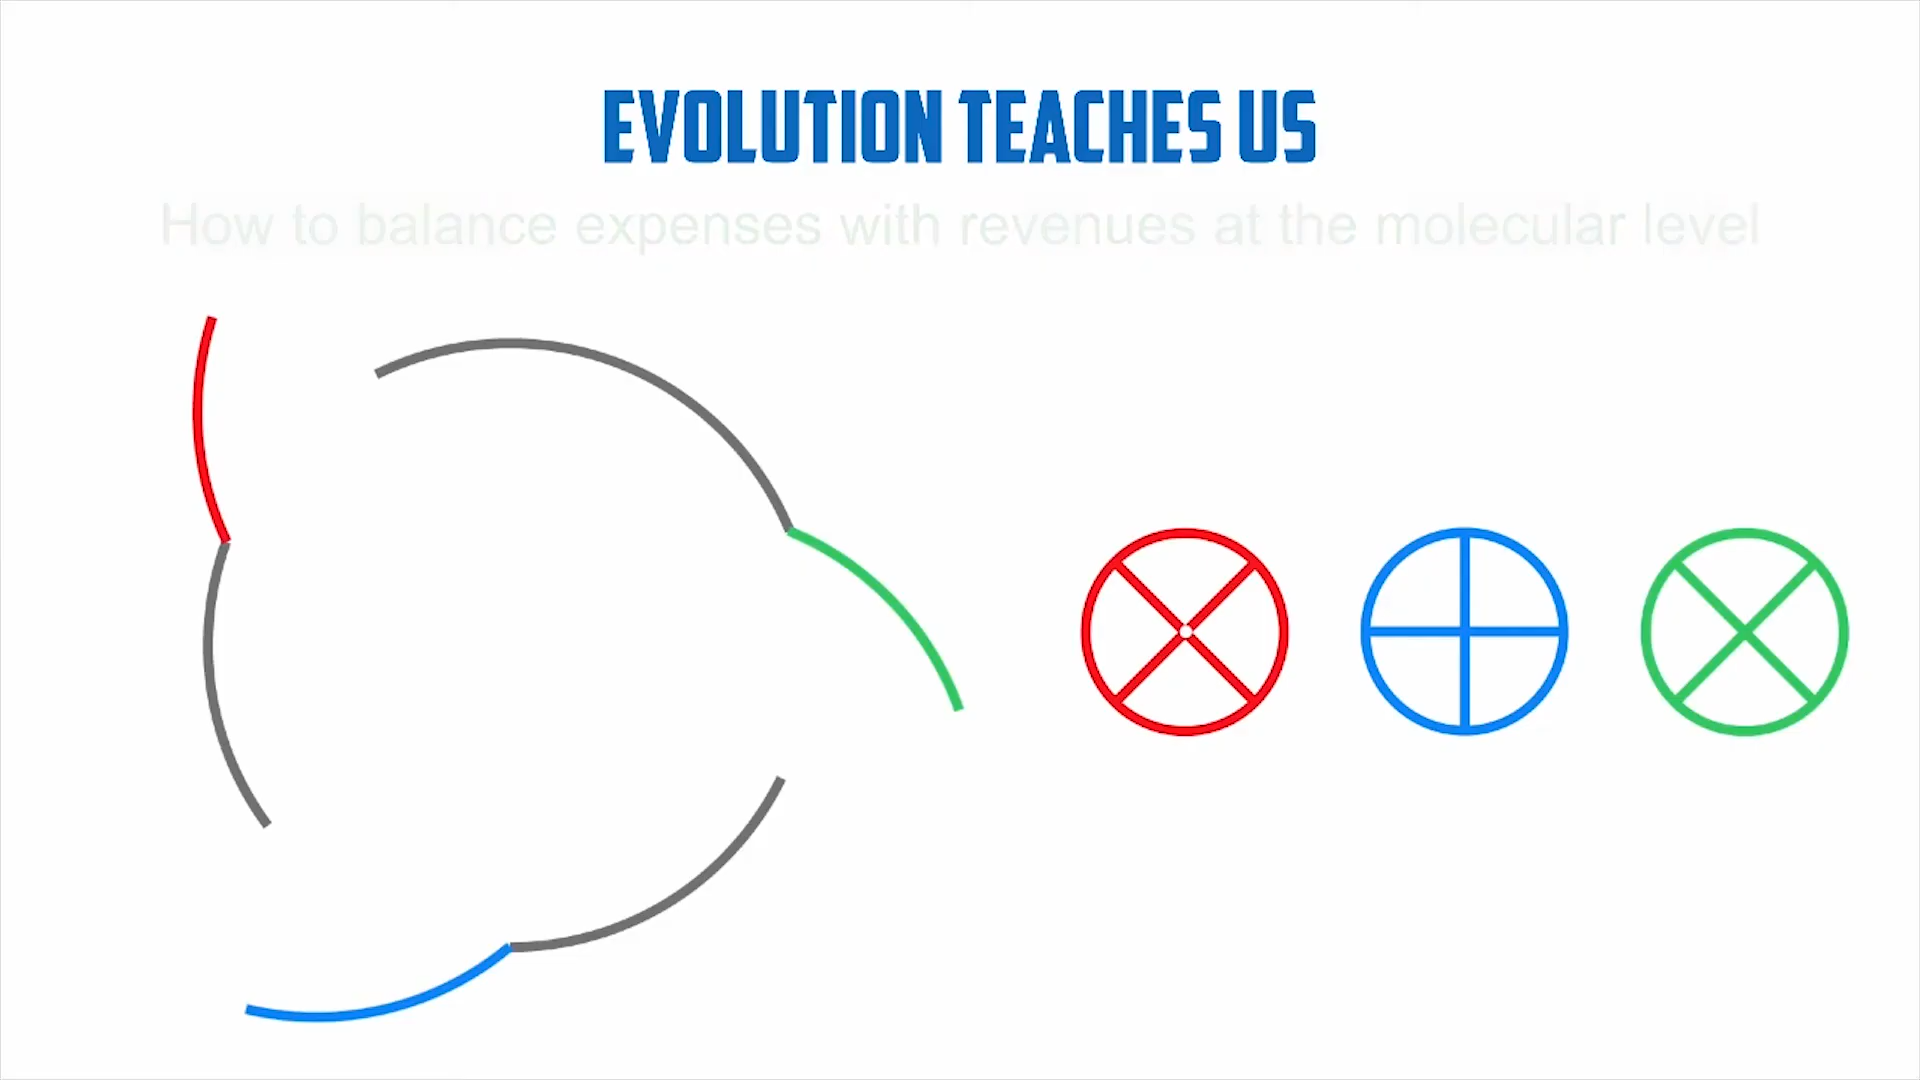 EVOLUTION TEACHES US
How to balance expenses with revenues at the molecular level